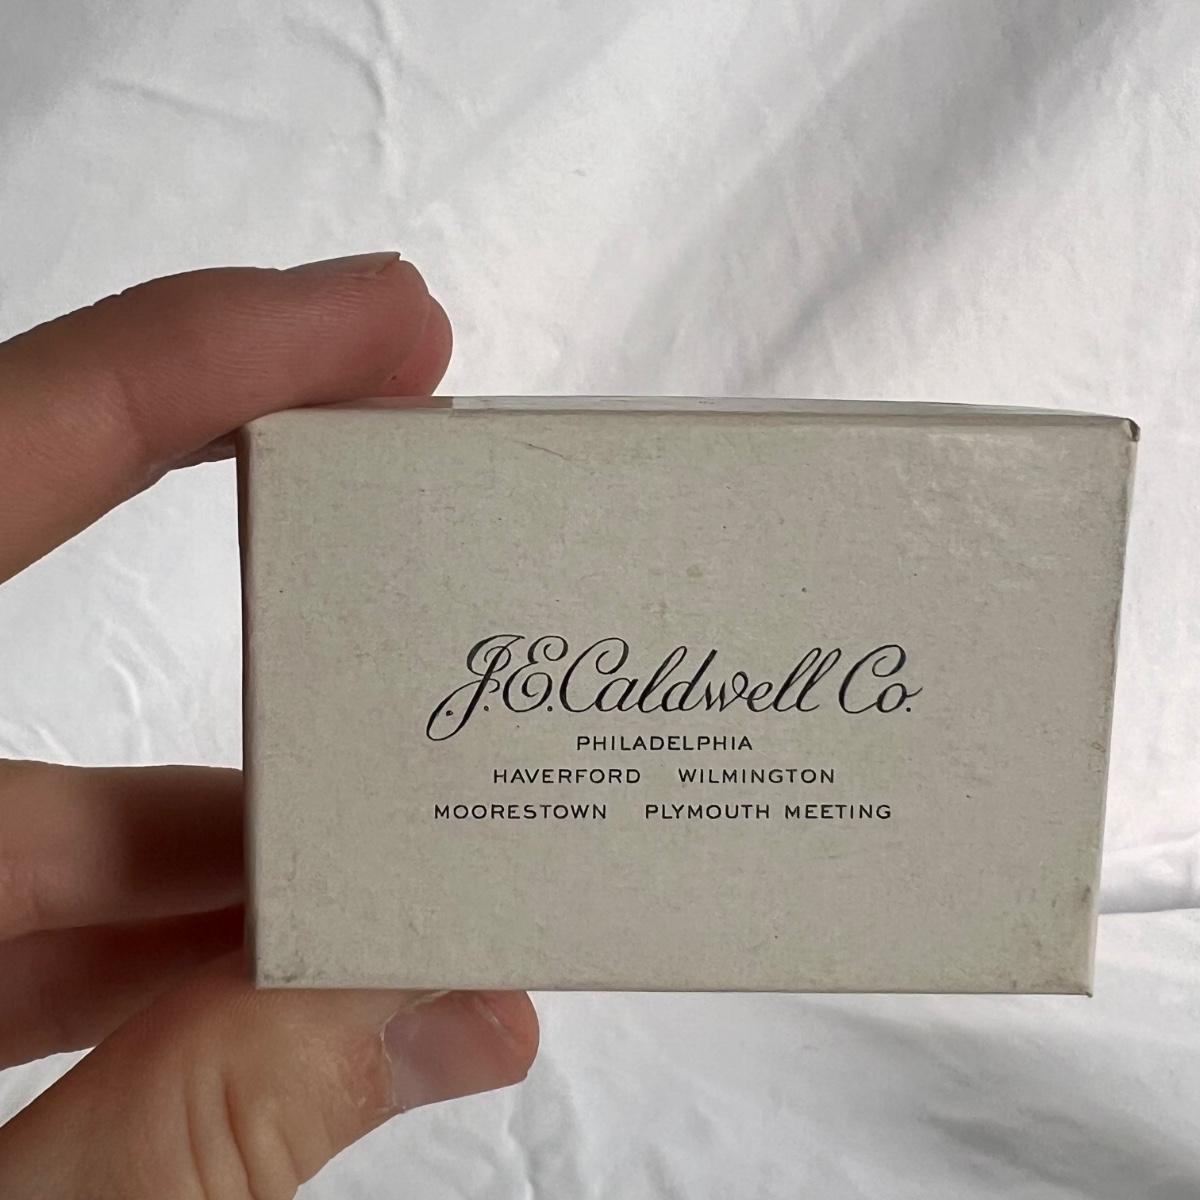 J.E. Caldwell Co.
PHILADELPHIA
HAVERFORD WILMINGTON
MOORESTOWN PLYMOUTH MEETING